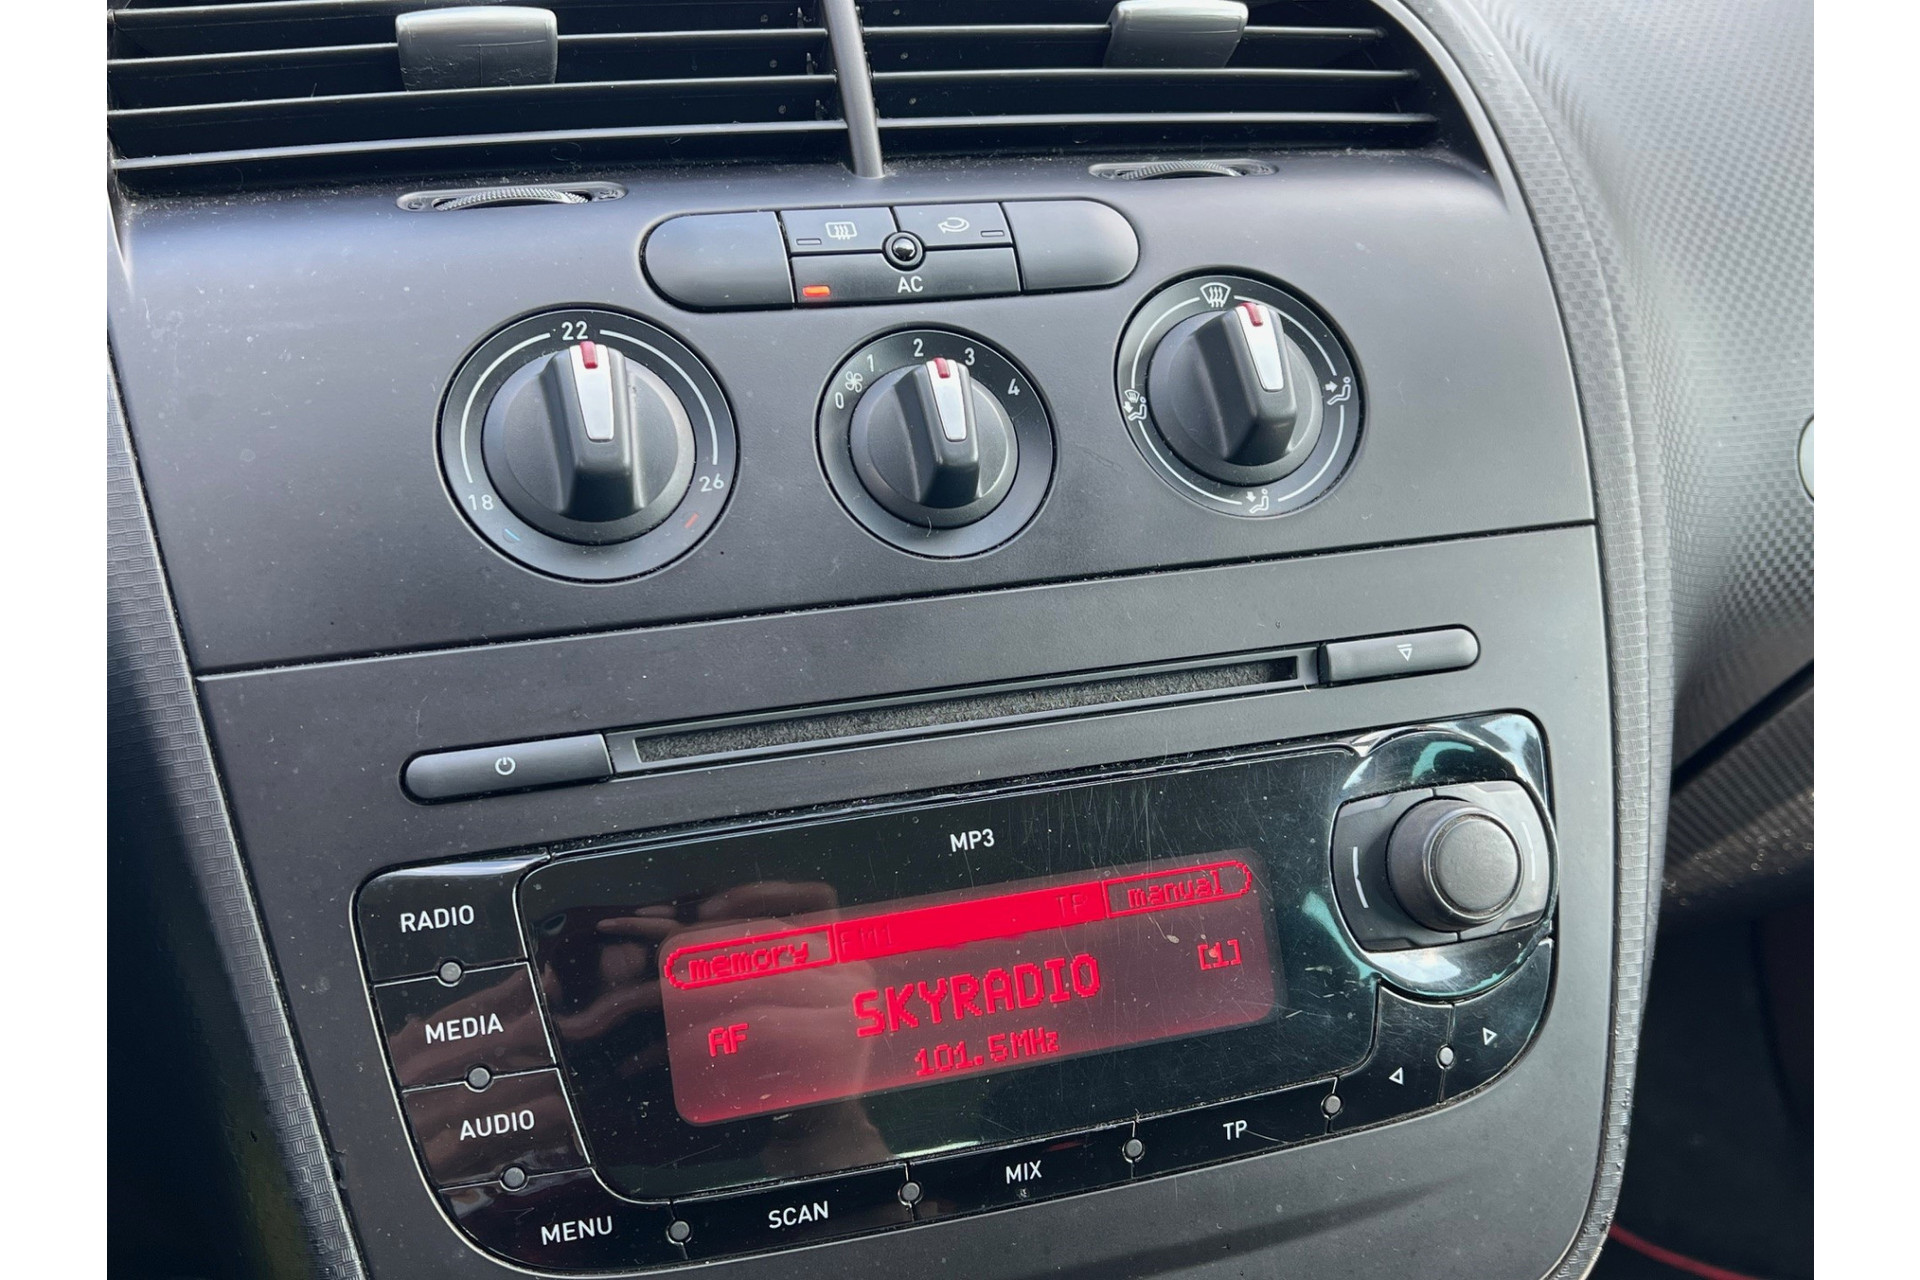 AC
22
18
26
0
1
2
3
4
MP3
RADIO
memory FM1 TP manual
SKYRADIO [1]
MEDIA
AF
101.5MHz
AUDIO
MENU
SCAN
MIX
TP